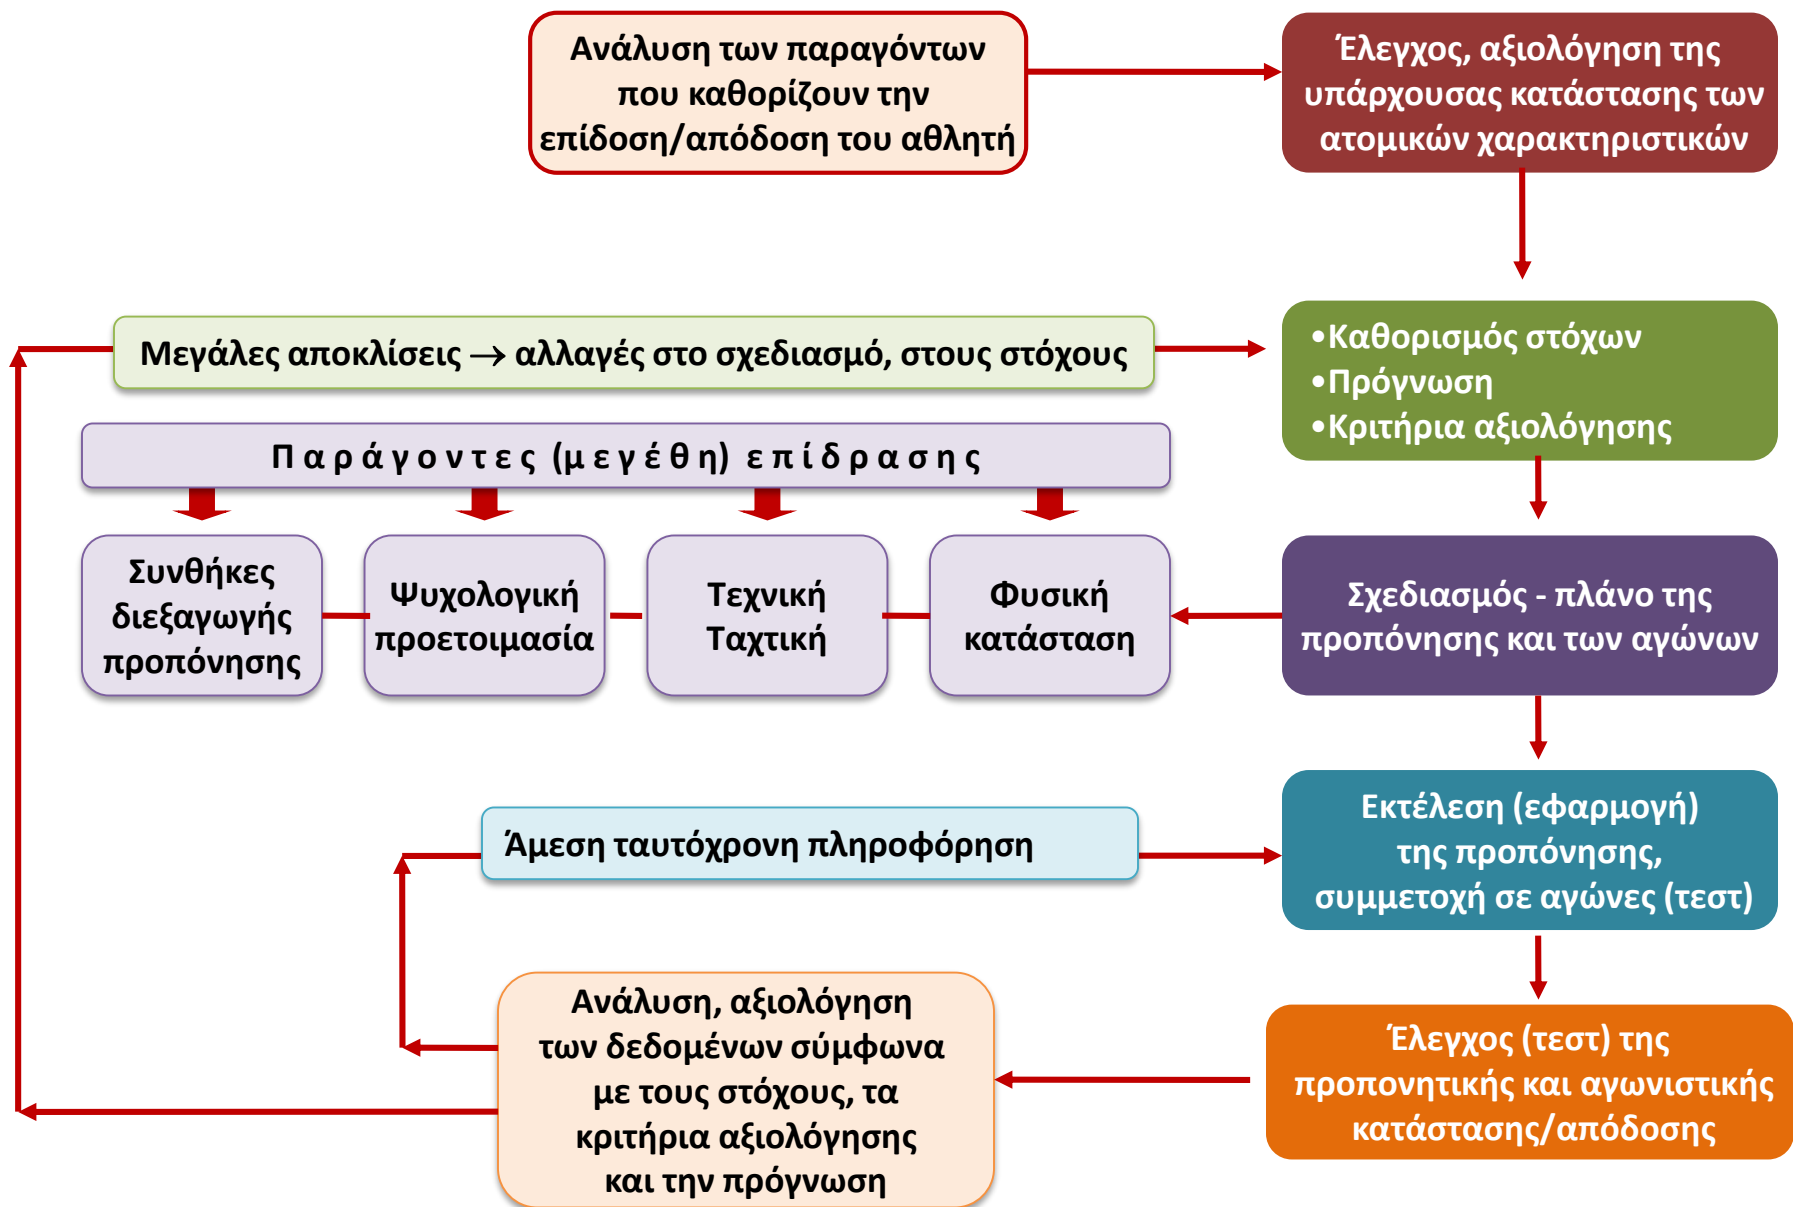 Ανάλυση των παραγόντων
που καθορίζουν την
επίδοση/απόδοση του αθλητή
Έλεγχος, αξιολόγηση της
υπάρχουσας κατάστασης των
ατομικών χαρακτηριστικών
Μεγάλες αποκλίσεις → αλλαγές στο σχεδιασμό, στους στόχους
•Καθορισμός στόχων
•Πρόγνωση
•Κριτήρια αξιολόγησης
Π α ρ ά γ ο ν τ ε ς (μ ε γ έ θ η) ε π ί δ ρ α σ η ς
Συνθήκες
διεξαγωγής
προπόνησης
Ψυχολογική
προετοιμασία
Τεχνική
Ταχτική
Φυσική
κατάσταση
Σχεδιασμός - πλάνο της
προπόνησης και των αγώνων
Άμεση ταυτόχρονη πληροφόρηση
Εκτέλεση (εφαρμογή)
της προπόνησης,
συμμετοχή σε αγώνες (τεστ)
Ανάλυση, αξιολόγηση
των δεδομένων σύμφωνα
με τους στόχους, τα
κριτήρια αξιολόγησης
και την πρόγνωση
Έλεγχος (τεστ) της
προπονητικής και αγωνιστικής
κατάστασης/απόδοσης